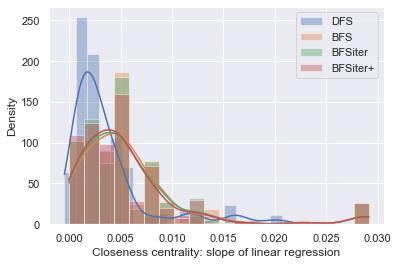 DFS
BFS
BFSiter
BFSiter+
250
200
150
100
50
0
Density
0.000 0.005 0.010 0.015 0.020 0.025 0.030
Closeness centrality: slope of linear regression